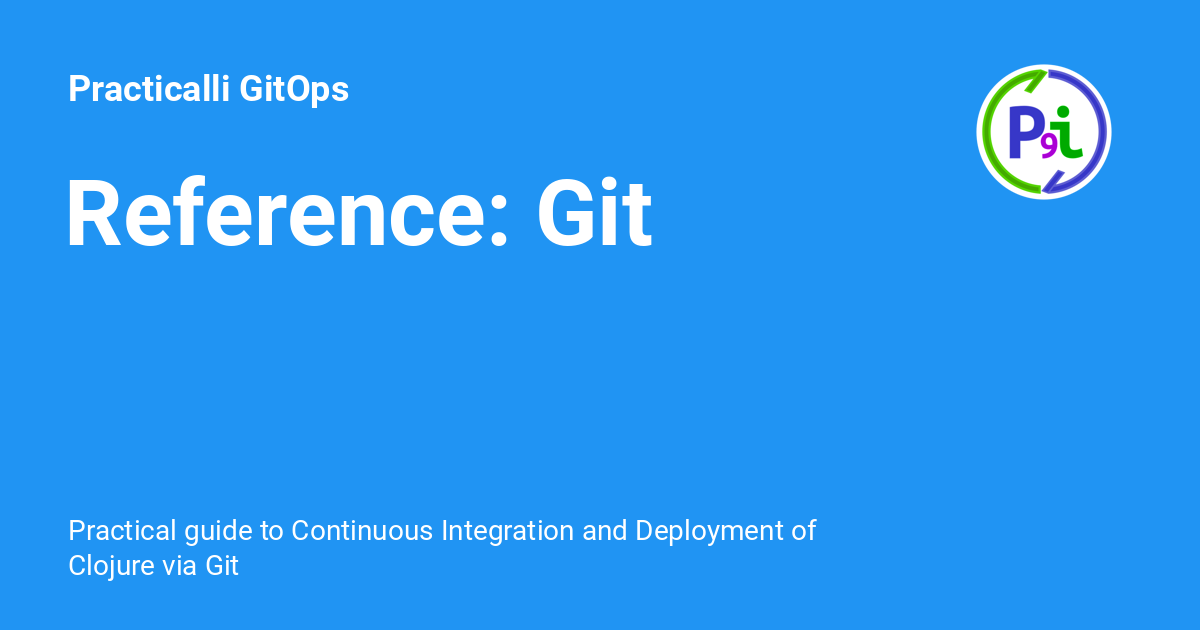 Practicalli GitOps
P9i
Reference: Git
Practical guide to Continuous Integration and Deployment of
Clojure via Git